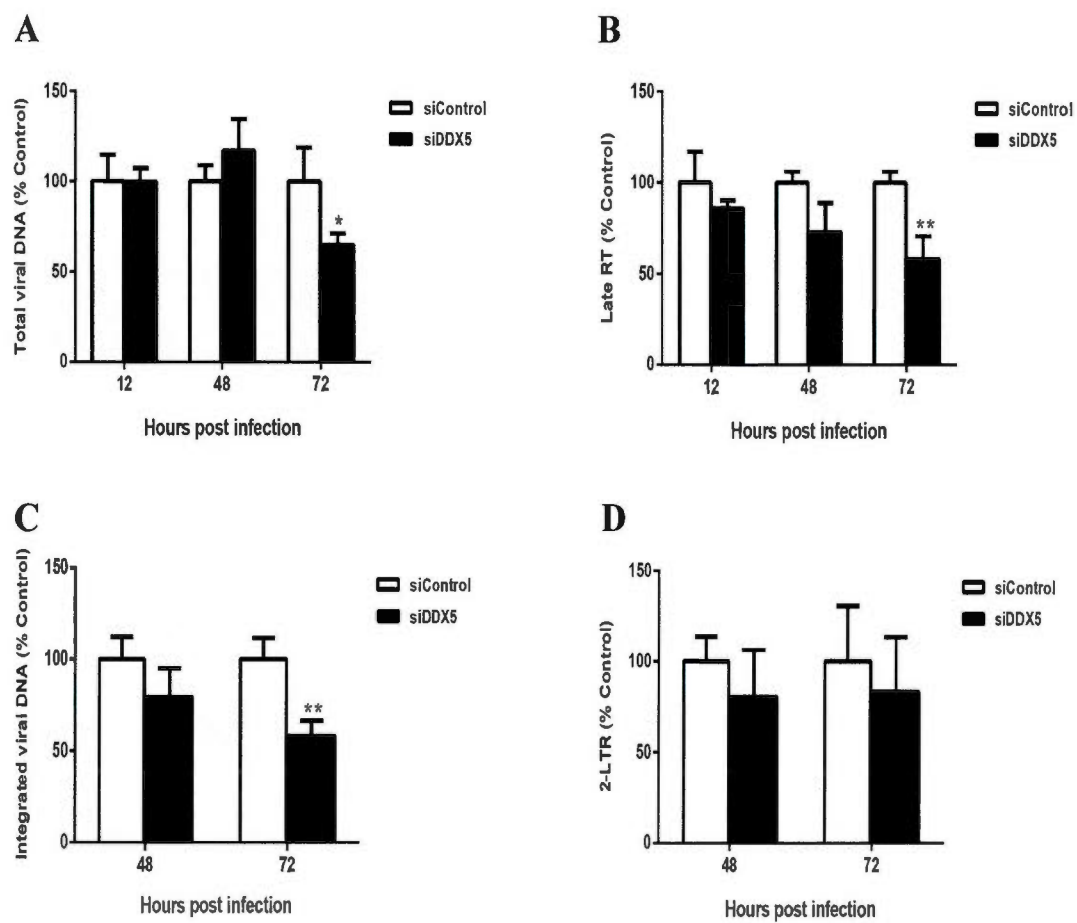 A
Total viral DNA (% Control)
150
100
50
0
12
48
72
*
siControl
siDDX5
Hours post infection
B
Late RT (% Control)
150
100
50
0
12
48
72
**
siControl
siDDX5
Hours post infection
C
Integrated viral DNA (% Control)
150
100
50
0
48
72
**
siControl
siDDX5
Hours post infection
D
2-LTR (% Control)
150
100
50
0
48
72
siControl
siDDX5
Hours post infection